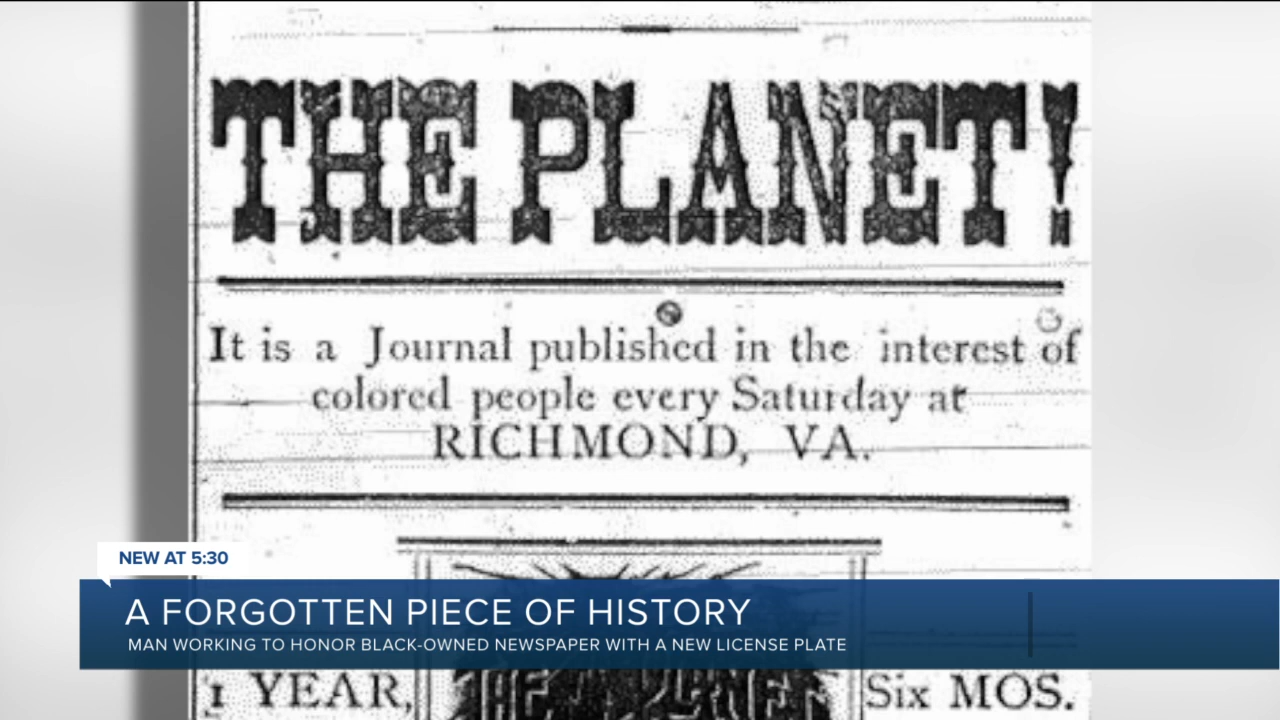 THE PLANET!
It is a Journal published in the interest of
colored people every Saturday at
RICHMOND, VA.
NEW AT 5:30
A FORGOTTEN PIECE OF HISTORY
MAN WORKING TO HONOR BLACK-OWNED NEWSPAPER WITH A NEW LICENSE PLATE
1 YEAR,
THE PLANET
Six MOS.